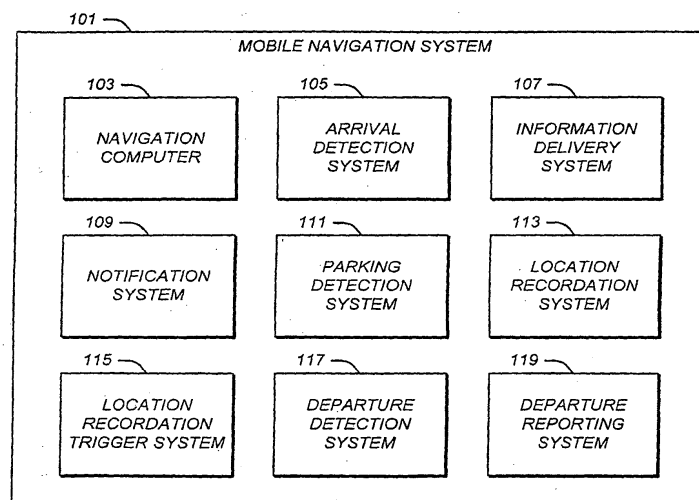 101
MOBILE NAVIGATION SYSTEM
103
NAVIGATION
COMPUTER
105
ARRIVAL
DETECTION
SYSTEM
107
INFORMATION
DELIVERY
SYSTEM
109
NOTIFICATION
SYSTEM
111
PARKING
DETECTION
SYSTEM
113
LOCATION
RECORDATION
SYSTEM
115
LOCATION
RECORDATION
TRIGGER SYSTEM
117
DEPARTURE
DETECTION
SYSTEM
119
DEPARTURE
REPORTING
SYSTEM